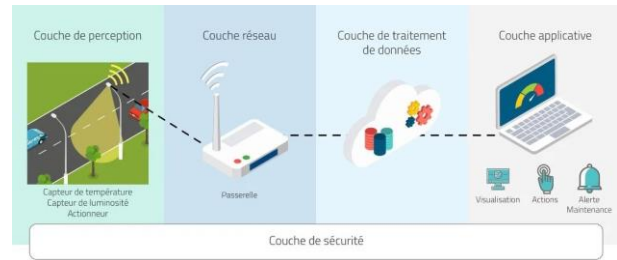 Couche de perception
Couche réseau
Couche de traitement
de données
Couche applicative
Capteur de température
Capteur de luminosité
Actionneur
Passerelle
Visualisation
Actions
Alerte
Maintenance
Couche de sécurité